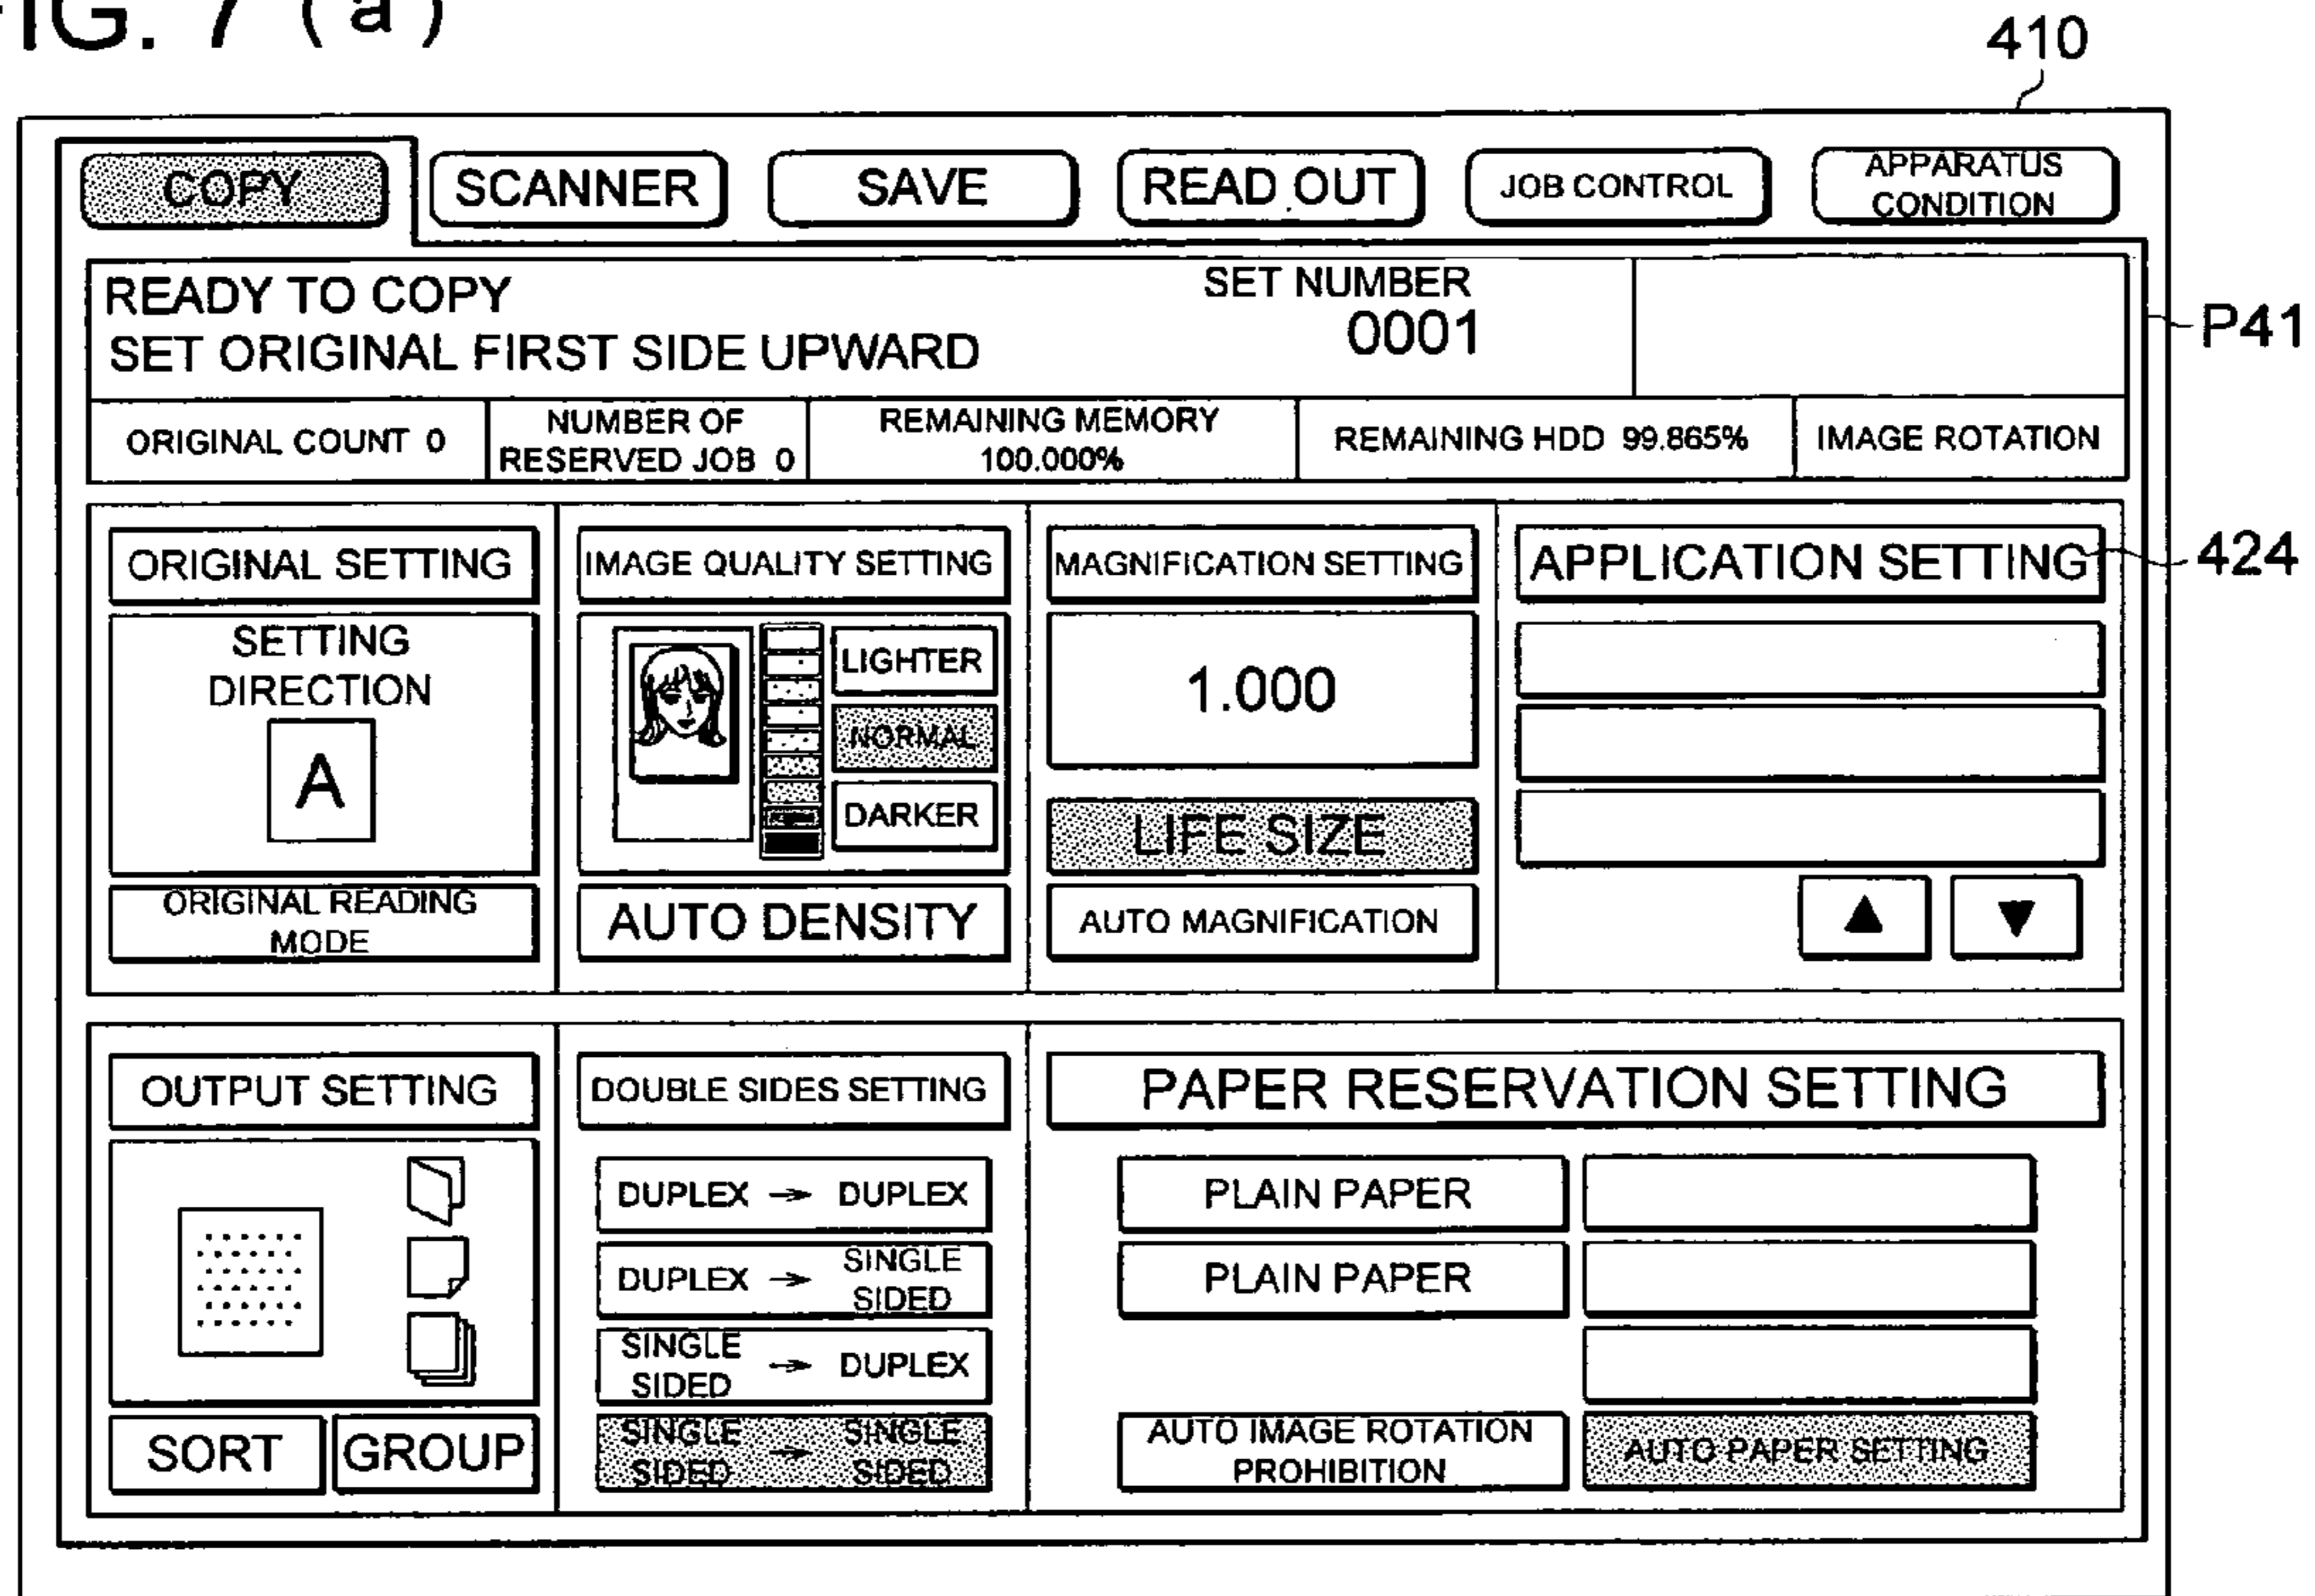 FIG. 7 (a)
410
COPY
SCANNER
SAVE
READ OUT
JOB CONTROL
APPARATUS
CONDITION
READY TO COPY
SET ORIGINAL FIRST SIDE UPWARD
SET NUMBER
0001
P41
ORIGINAL COUNT 0
NUMBER OF
RESERVED JOB 0
REMAINING MEMORY
100.000%
REMAINING HDD 99.865%
IMAGE ROTATION
ORIGINAL SETTING
SETTING
DIRECTION
A
ORIGINAL READING
MODE
IMAGE QUALITY SETTING
LIGHTER
NORMAL
DARKER
AUTO DENSITY
MAGNIFICATION SETTING
1.000
LIFE SIZE
AUTO MAGNIFICATION
APPLICATION SETTING
424
▲ ▼
OUTPUT SETTING
SORT
GROUP
DOUBLE SIDES SETTING
DUPLEX → DUPLEX
DUPLEX → SINGLE
SIDED
SINGLE
SIDED → DUPLEX
SINGLE → SINGLE
SIDED SIDED
PAPER RESERVATION SETTING
PLAIN PAPER
PLAIN PAPER
AUTO IMAGE ROTATION
PROHIBITION
AUTO PAPER SETTING